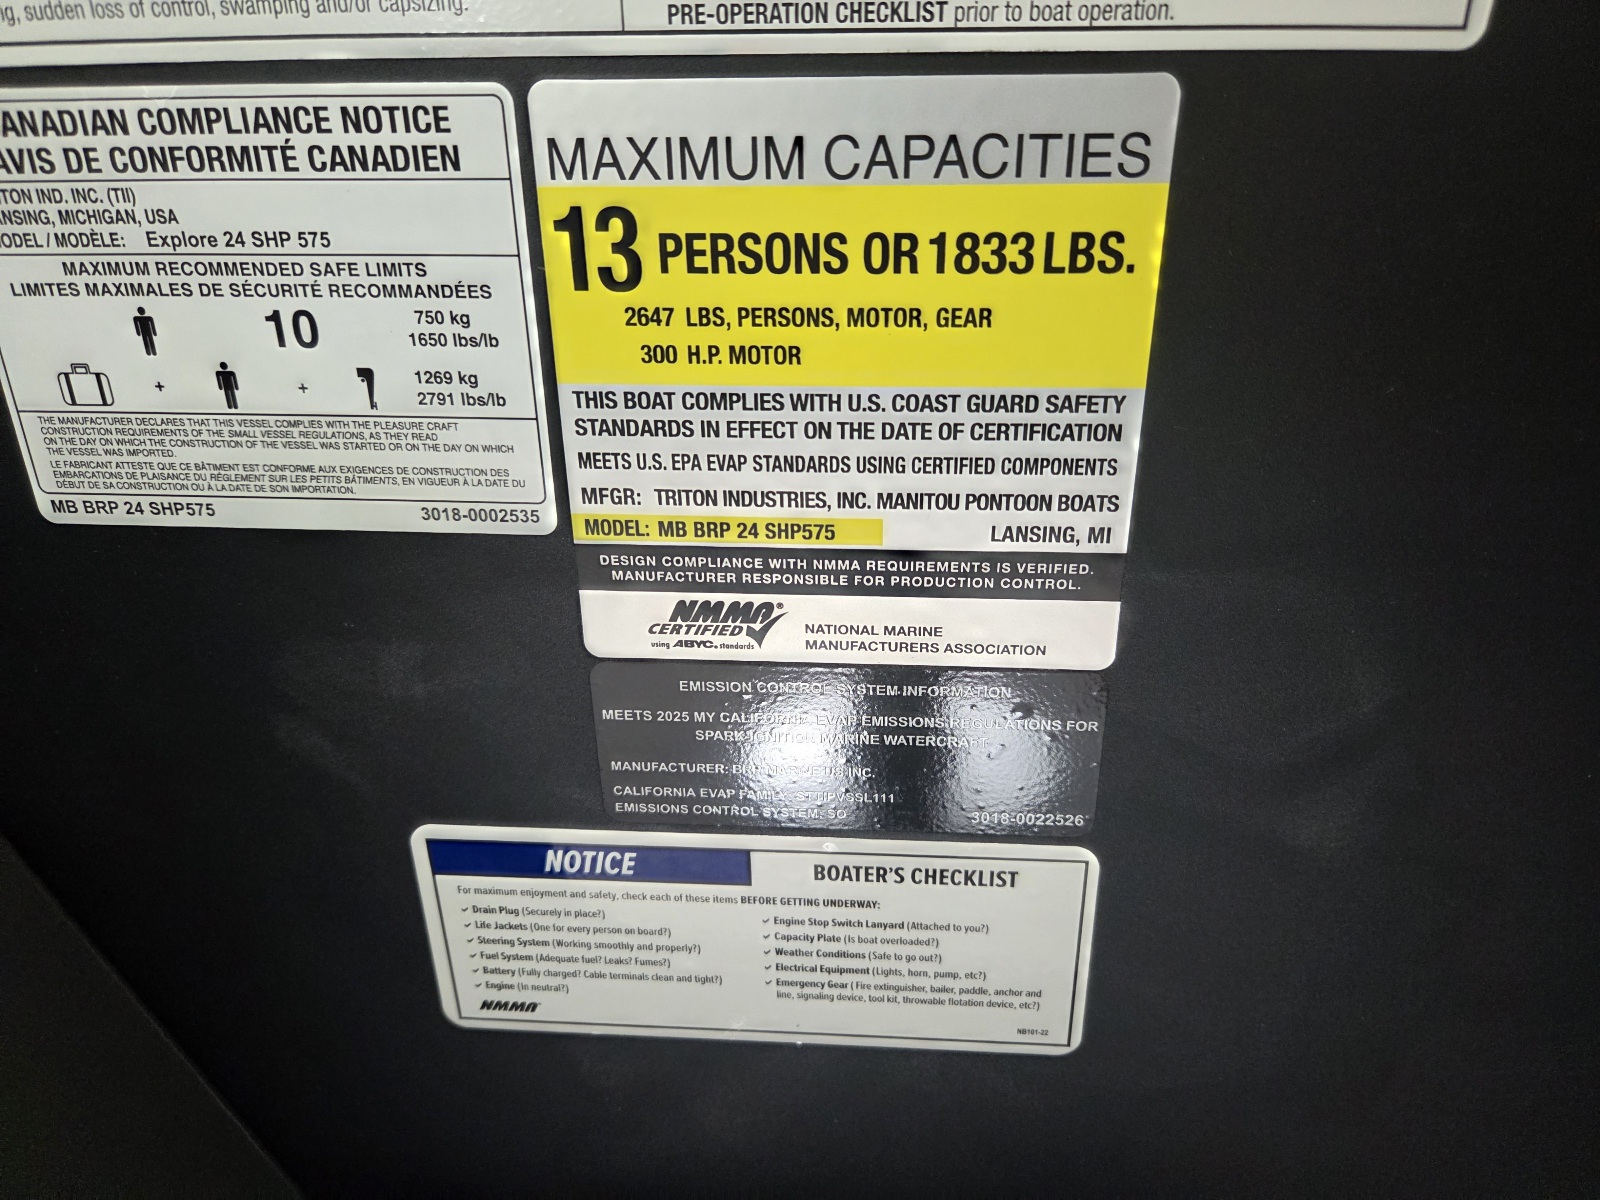 ng, sudden loss of control, swamping and/or capsizing.
PRE-OPERATION CHECKLIST prior to boat operation.
ANADIAN COMPLIANCE NOTICE
AVIS DE CONFORMITÉ CANADIEN
TON IND. INC. (TII)
NSING, MICHIGAN, USA
ODEL / MODÈLE: Explore 24 SHP 575
MAXIMUM RECOMMENDED SAFE LIMITS
LIMITES MAXIMALES DE SÉCURITÉ RECOMMANDÉES
10 750 kg
1650 lbs/lb
+ + 1269 kg
2791 lbs/lb
THE MANUFACTURER DECLARES THAT THIS VESSEL COMPLIES WITH THE PLEASURE CRAFT
CONSTRUCTION REQUIREMENTS OF THE SMALL VESSEL REGULATIONS, AS THEY READ
ON THE DAY ON WHICH THE CONSTRUCTION OF THE VESSEL WAS STARTED OR ON THE DAY ON WHICH
THE VESSEL WAS IMPORTED.
LE FABRICANT ATTESTE QUE CE BÂTIMENT EST CONFORME AUX EXIGENCES DE CONSTRUCTION DES
EMBARCATIONS DE PLAISANCE DU RÈGLEMENT SUR LES PETITS BÂTIMENTS, EN VIGUEUR À LA DATE DU
DÉBUT DE SA CONSTRUCTION OU À LA DATE DE SON IMPORTATION.
MB BRP 24 SHP575 3018-0002535
MAXIMUM CAPACITIES
13 PERSONS OR 1833 LBS.
2647 LBS, PERSONS, MOTOR, GEAR
300 H.P. MOTOR
THIS BOAT COMPLIES WITH U.S. COAST GUARD SAFETY
STANDARDS IN EFFECT ON THE DATE OF CERTIFICATION
MEETS U.S. EPA EVAP STANDARDS USING CERTIFIED COMPONENTS
MFGR: TRITON INDUSTRIES, INC. MANITOU PONTOON BOATS
MODEL: MB BRP 24 SHP575 LANSING, MI
DESIGN COMPLIANCE WITH NMMA REQUIREMENTS IS VERIFIED.
MANUFACTURER RESPONSIBLE FOR PRODUCTION CONTROL.
NMMA®
CERTIFIED
using ABYC. standards
NATIONAL MARINE
MANUFACTURERS ASSOCIATION
EMISSION CONTROL SYSTEM INFORMATION
MEETS 2025 MY CALIFORNIA EVAP EMISSIONS REGULATIONS FOR
SPARK-IGNITION MARINE WATERCRAFT
MANUFACTURER: BRP MARINE US INC.
CALIFORNIA EVAP FAMILY:
EMISSIONS CONTROL SYSTEM: SO 3018-0022526
NOTICE
BOATER'S CHECKLIST
For maximum enjoyment and safety, check each of these items BEFORE GETTING UNDERWAY:
✓ Drain Plug (Securely in place?)
✓ Life Jackets (One for every person on board?)
✓ Steering System (Working smoothly and properly?)
✓ Fuel System (Adequate fuel? Leaks? Fumes?)
✓ Battery (Fully charged? Cable terminals clean and tight?)
✓ Engine (In neutral?)
NMMA
✓ Engine Stop Switch Lanyard (Attached to you?)
✓ Capacity Plate (Is boat overloaded?)
✓ Weather Conditions (Safe to go out?)
✓ Electrical Equipment (Lights, horn, pump, etc?)
✓ Emergency Gear ( Fire extinguisher, bailer, paddle, anchor and
line, signaling device, tool kit, throwable flotation device, etc?)
NB101-22